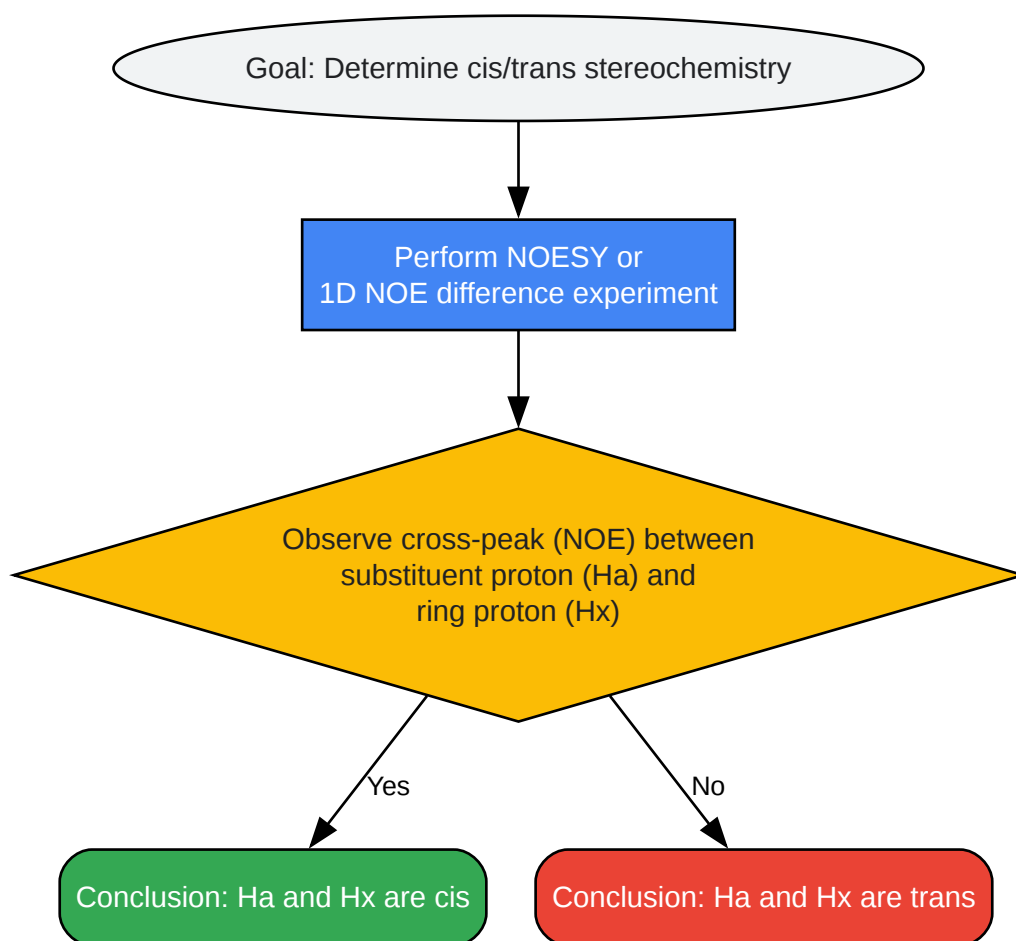 Goal: Determine cis/trans stereochemistry
Perform NOESY or
1D NOE difference experiment
Observe cross-peak (NOE) between
substituent proton (Ha) and
ring proton (Hx)
Yes
No
Conclusion: Ha and Hx are cis
Conclusion: Ha and Hx are trans